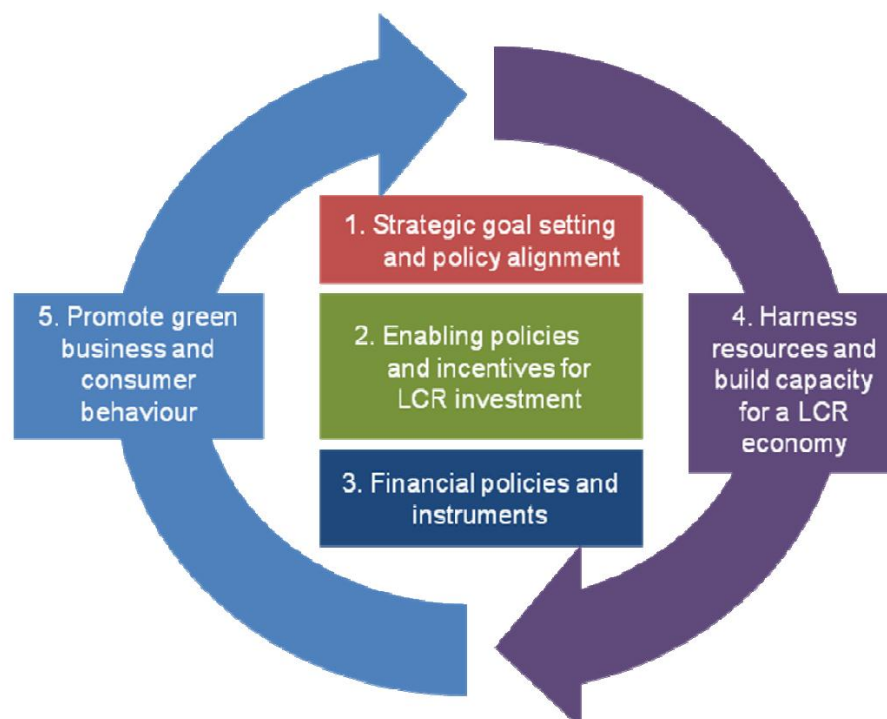 1. Strategic goal setting
and policy alignment
2. Enabling policies
and incentives for
LCR investment
3. Financial policies and
instruments
4. Harness
resources and
build capacity
for a LCR
economy
5. Promote green
business and
consumer
behaviour